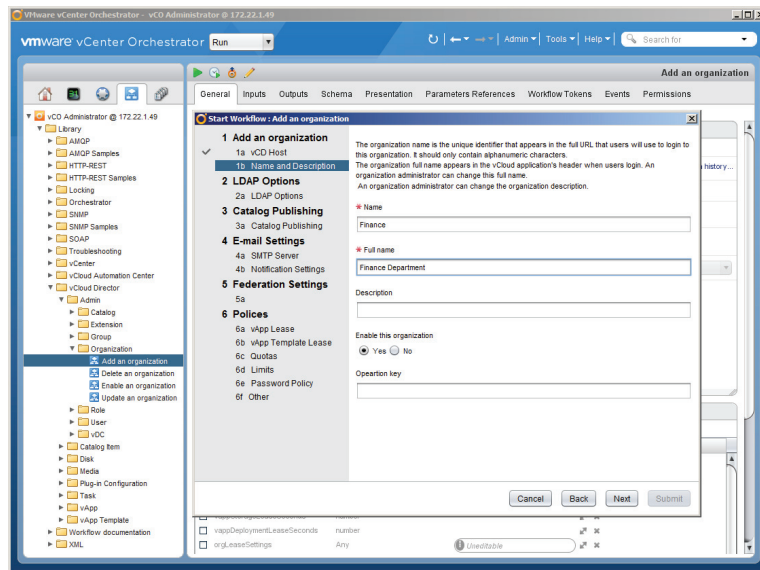 VMware vCenter Orchestrator - vCO Administrator @ 172.22.1.49
vmware vCenter Orchestrator Run Admin Tools Help Search for
Add an organization
General Inputs Outputs Schema Presentation Parameters References Workflow Tokens Events Permissions
vCO Administrator @ 172.22.1.49
Library
AMQP
AMQP Samples
HTTP-REST
HTTP-REST Samples
Locking
Orchestrator
SNMP
SNMP Samples
SOAP
Troubleshooting
vCenter
vCloud Automation Center
vCloud Director
Admin
Catalog
Extension
Group
Organization
Add an organization
Delete an organization
Enable an organization
Update an organization
Role
User
vDC
Catalog Item
Disk
Media
Plug-in Configuration
Task
vApp
vApp Template
Workflow documentation
XML
Start Workflow : Add an organization
1 Add an organization
1a vCD Host
1b Name and Description
2 LDAP Options
2a LDAP Options
3 Catalog Publishing
3a Catalog Publishing
4 E-mail Settings
4a SMTP Server
4b Notification Settings
5 Federation Settings
5a
6 Polices
6a vApp Lease
6b vApp Template Lease
6c Quotas
6d Limits
6e Password Policy
6f Other
The organization name is the unique identifier that appears in the full URL that users will use to login to
this organization. It should only contain alphanumeric characters.
The organization full name appears in the vCloud application's header when users login. An
organization administrator can change this full name.
An organization administrator can change the organization description.
* Name
Finance
* Full name
Finance Department
Description
Enable this organization
Yes No
Opeartion key
Cancel Back Next Submit
history...
vappDeploymentLeaseSeconds number
orgLeaseSettings Any Uneditable